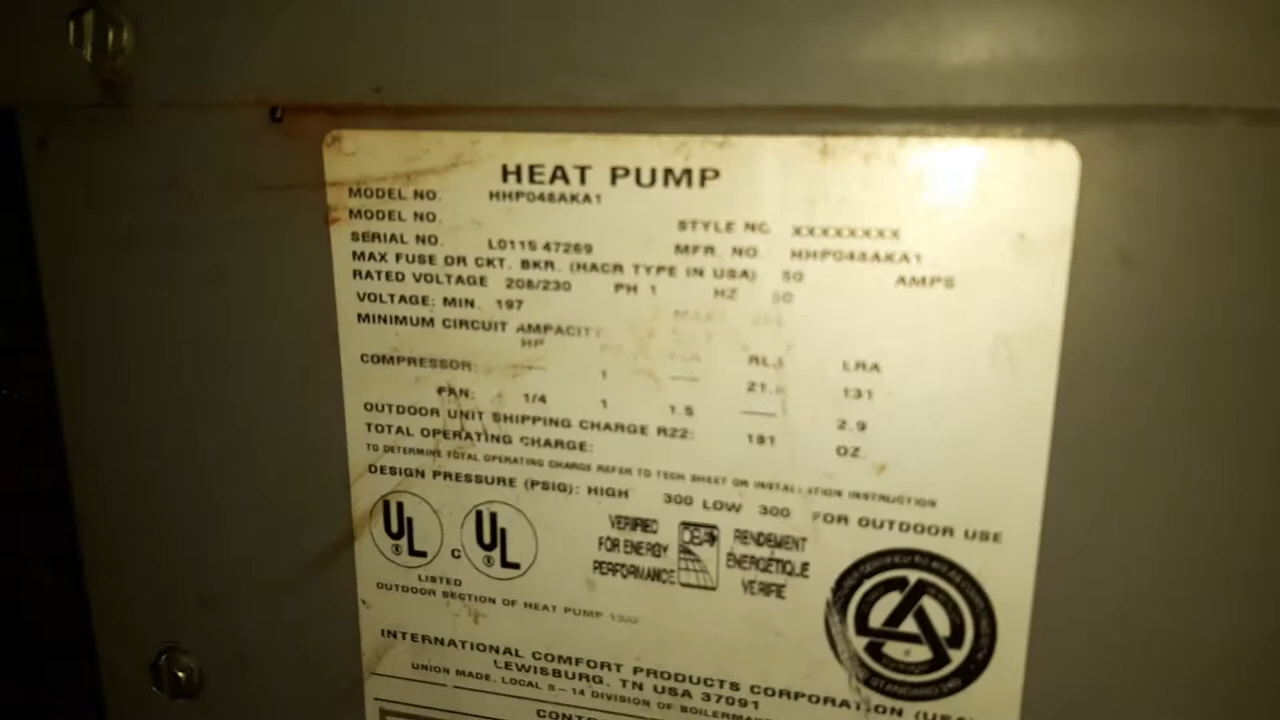 HEAT PUMP
MODEL NO. HHP048AKA1
MODEL NO.
STYLE NO. XXXXXXXX
SERIAL NO. L0115 47269 MFR. NO. HHP048AKA1
MAX FUSE OR CKT. BKR. (HACR TYPE IN USA) 50 AMPS
RATED VOLTAGE 208/230 PH 1 HZ
VOLTAGE: MIN. 197
MINIMUM CIRCUIT AMPACITY
HP LRA
COMPRESSOR: — 1 — 131
FAN: 1/4 1 1.5 — 2.9
OUTDOOR UNIT SHIPPING CHARGE R22: 181 OZ.
TOTAL OPERATING CHARGE:
TO DETERMINE TOTAL OPERATING CHARGE REFER TO TECH SHEET OR INSTALLATION INSTRUCTION
DESIGN PRESSURE (PSIG): HIGH 300 LOW 300 FOR OUTDOOR USE
UL ® C UL ®
VERIFIED
FOR ENERGY
PERFORMANCE
RENDEMENT
ÉNERGÉTIQUE
VÉRIFIÉ
LISTED
OUTDOOR SECTION OF HEAT PUMP
INTERNATIONAL COMFORT PRODUCTS CORPORATION (USA)
LEWISBURG, TN USA 37091
UNION MADE, LOCAL S-14 DIVISION OF